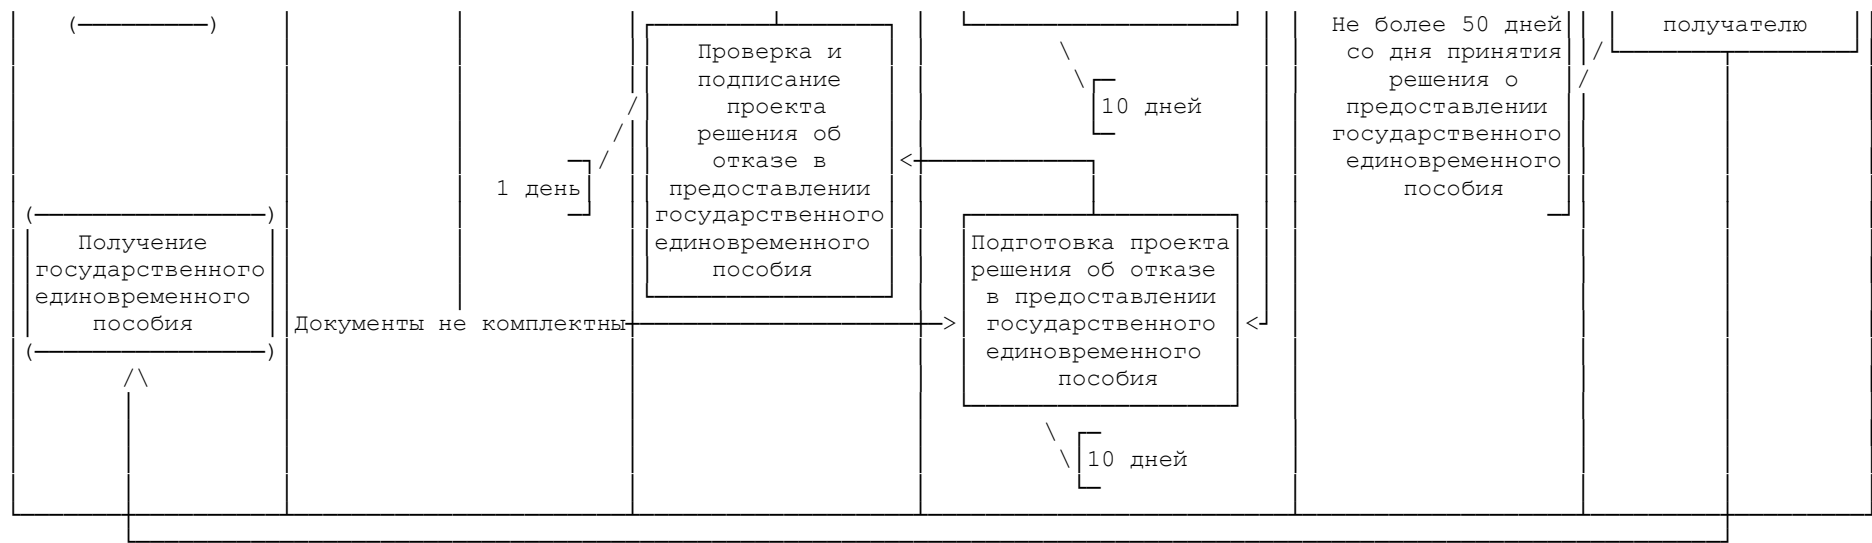 Не более 50 дней
со дня принятия
решения о
предоставлении
государственного
единовременного
пособия
получателю
Проверка и
подписание
проекта
решения об
отказе в
предоставлении
государственного
единовременного
пособия
10 дней
1 день
Получение
государственного
единовременного
пособия
Документы не комплектны
Подготовка проекта
решения об отказе
в предоставлении
государственного
единовременного
пособия
10 дней